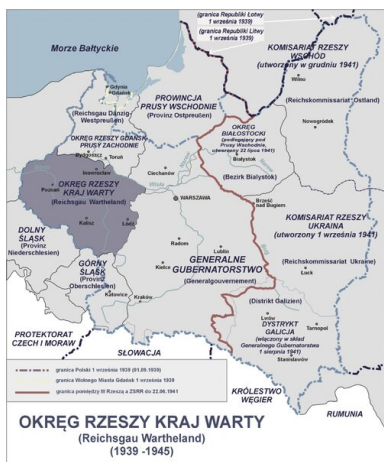 (granica Republiki Łotwy
1 września 1939)
(granica Republiki Litwy
1 września 1939)
Morze Bałtyckie
KOMISARIAT RZESZY
WSCHÓD
(utworzony w grudniu 1941)
Wilno
(Reichskommissariat Ostland)
Nowogródek
Gdynia
Gdańsk
(Reichsgau Danzig-
Westpreußen)
PROWINCJA
PRUSY WSCHODNIE
(Provinz Ostpreußen)
OKRĘG RZESZY GDAŃSK-
PRUSY ZACHODNIE
Bydgoszcz
Toruń
Inowrocław
OKRĘG
BIAŁOSTOCKI
(podlegający pod
Prusy Wschodnie,
utworzony 22 lipca 1941)
Białystok
(Bezirk Bialystok)
Ciechanów
OKRĘG RZESZY
KRAJ WARTY
(Reichsgau Wartheland)
Poznań
Kalisz
Łódź
Wisła
WARSZAWA
Brześć
nad Bugiem
KOMISARIAT RZESZY
UKRAINA
(utworzony 1 września 1941)
(Reichskommissariat Ukraine)
Łuck
DOLNY
ŚLĄSK
(Provinz
Niederschlesien)
GÓRNY
ŚLĄSK
(Provinz
Oberschlesien)
Katowice
Kraków
Radom
Kielce
Lublin
GENERALNE
GUBERNATORSTWO
(Generalgouvernement)
(Distrikt Galizien)
Lwów
Tarnopol
DYSTRYKT
GALICJA
(włączony w skład
Generalnego Gubernatorstwa
1 sierpnia 1941)
Stanisławów
PROTEKTORAT
CZECH I MORAW
SŁOWACJA
KRÓLESTWO
WĘGIER
RUMUNIA
granica Polski 1 września 1939 (01.09.1939)
granica Wolnego Miasta Gdańsk 1 września 1939
granica pomiędzy III Rzeszą a ZSRR do 22.06.1941
OKRĘG RZESZY KRAJ WARTY
(Reichsgau Wartheland)
(1939 -1945)